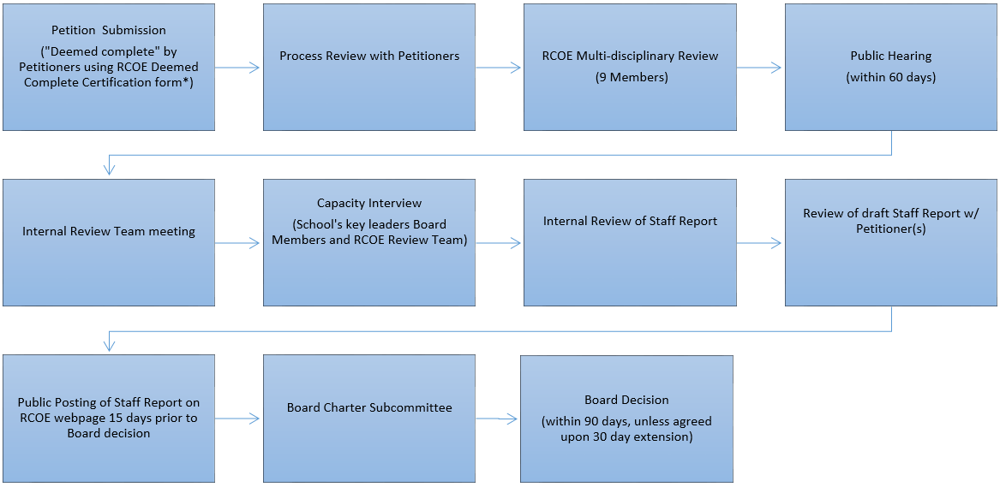 Petition  Submission
("Deemed complete" by
Petitioners using RCOE Deemed
Complete Certification form*)
Process Review with Petitioners
RCOE Multi-disciplinary Review
(9 Members)
Public Hearing
(within 60 days)
Internal Review Team meeting
Capacity Interview
(School's key leaders Board
Members and RCOE Review Team)
Internal Review of Staff Report
Review of draft Staff Report w/
Petitioner(s)
Public Posting of Staff Report on
RCOE webpage 15 days prior to
Board decision
Board Charter Subcommittee
Board Decision
(within 90 days, unless agreed
upon 30 day extension)